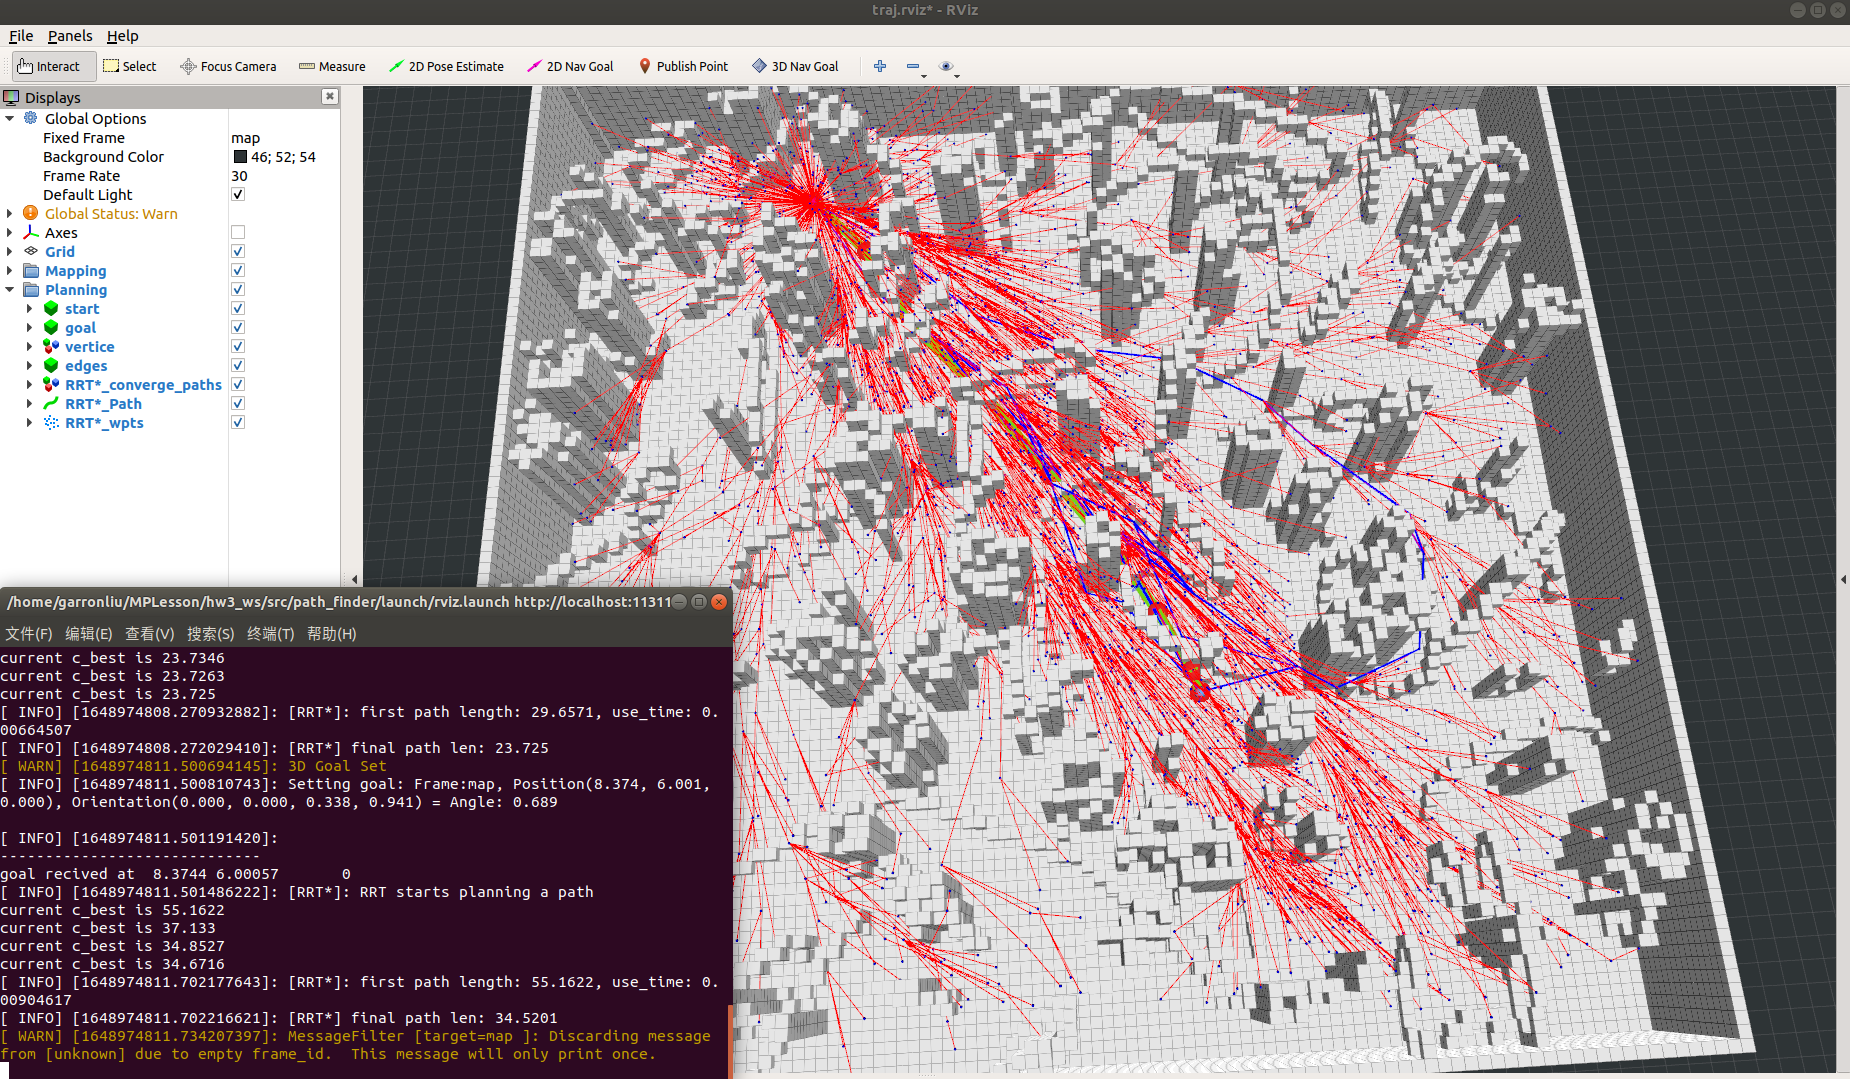 traj.rviz* - RViz
File Panels Help
Interact Select Focus Camera Measure 2D Pose Estimate 2D Nav Goal Publish Point 3D Nav Goal
Displays
Global Options
Fixed Frame map
Background Color 46; 52; 54
Frame Rate 30
Default Light
Global Status: Warn
Axes
Grid
Mapping
Planning
start
goal
vertice
edges
RRT*_converge_paths
RRT*_Path
RRT*_wpts
/home/garronliu/MPLesson/hw3_ws/src/path_finder/launch/rviz.launch http://localhost:11311
文件(F) 编辑(E) 查看(V) 搜索(S) 终端(T) 帮助(H)
current c_best is 23.7346
current c_best is 23.7263
current c_best is 23.725
[ INFO] [1648974808.270932882]: [RRT*]: first path length: 29.6571, use_time: 0.
00664507
[ INFO] [1648974808.272029410]: [RRT*] final path len: 23.725
[ WARN] [1648974811.500694145]: 3D Goal Set
[ INFO] [1648974811.500810743]: Setting goal: Frame:map, Position(8.374, 6.001,
0.000), Orientation(0.000, 0.000, 0.338, 0.941) = Angle: 0.689
[ INFO] [1648974811.501191420]:
-----------------------------
goal recived at  8.3744 6.00057       0
[ INFO] [1648974811.501486222]: [RRT*]: RRT starts planning a path
current c_best is 55.1622
current c_best is 37.133
current c_best is 34.8527
current c_best is 34.6716
[ INFO] [1648974811.702177643]: [RRT*]: first path length: 55.1622, use_time: 0.
00904617
[ INFO] [1648974811.702216621]: [RRT*] final path len: 34.5201
[ WARN] [1648974811.734207397]: MessageFilter [target=map ]: Discarding message
from [unknown] due to empty frame_id.  This message will only print once.